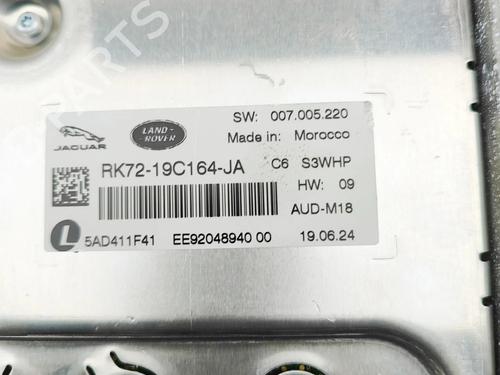 PARTS
SW: 007.005.220
JAGUAR
LAND-
ROVER
Made in: Morocco
RK72-19C164-JA C6 S3WHP
HW: 09
AUD-M18
L 5AD411F41 EE92048940 00 19.06.24